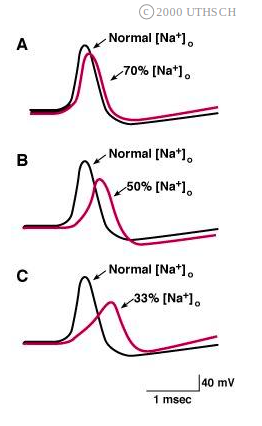 © 2000 UTHSCH
A
Normal [Na⁺]ₒ
70% [Na⁺]ₒ
B
Normal [Na⁺]ₒ
50% [Na⁺]ₒ
C
Normal [Na⁺]ₒ
33% [Na⁺]ₒ
40 mV
1 msec